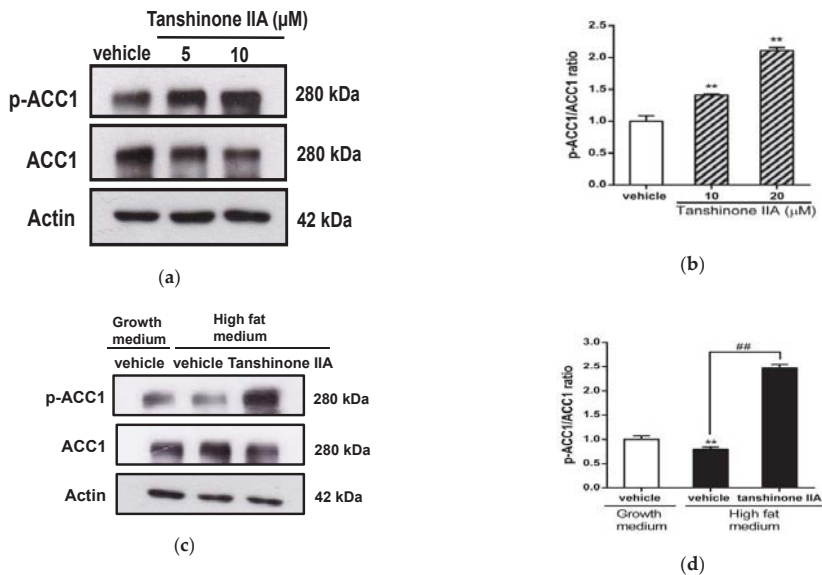 Tanshinone IIA (µM)
vehicle 5 10
p-ACC1 280 kDa
ACC1 280 kDa
Actin 42 kDa
(a)
p-ACC1/ACC1 ratio
2.5
2.0
1.5
1.0
0.5
0.0
**
**
vehicle 10 20
Tanshinone IIA (µM)
(b)
Growth medium High fat medium
vehicle vehicle Tanshinone IIA
p-ACC1 280 kDa
ACC1 280 kDa
Actin 42 kDa
(c)
p-ACC1/ACC1 ratio
3.0
2.5
2.0
1.5
1.0
0.5
0.0
##
**
vehicle vehicle tanshinone IIA
Growth medium High fat medium
(d)